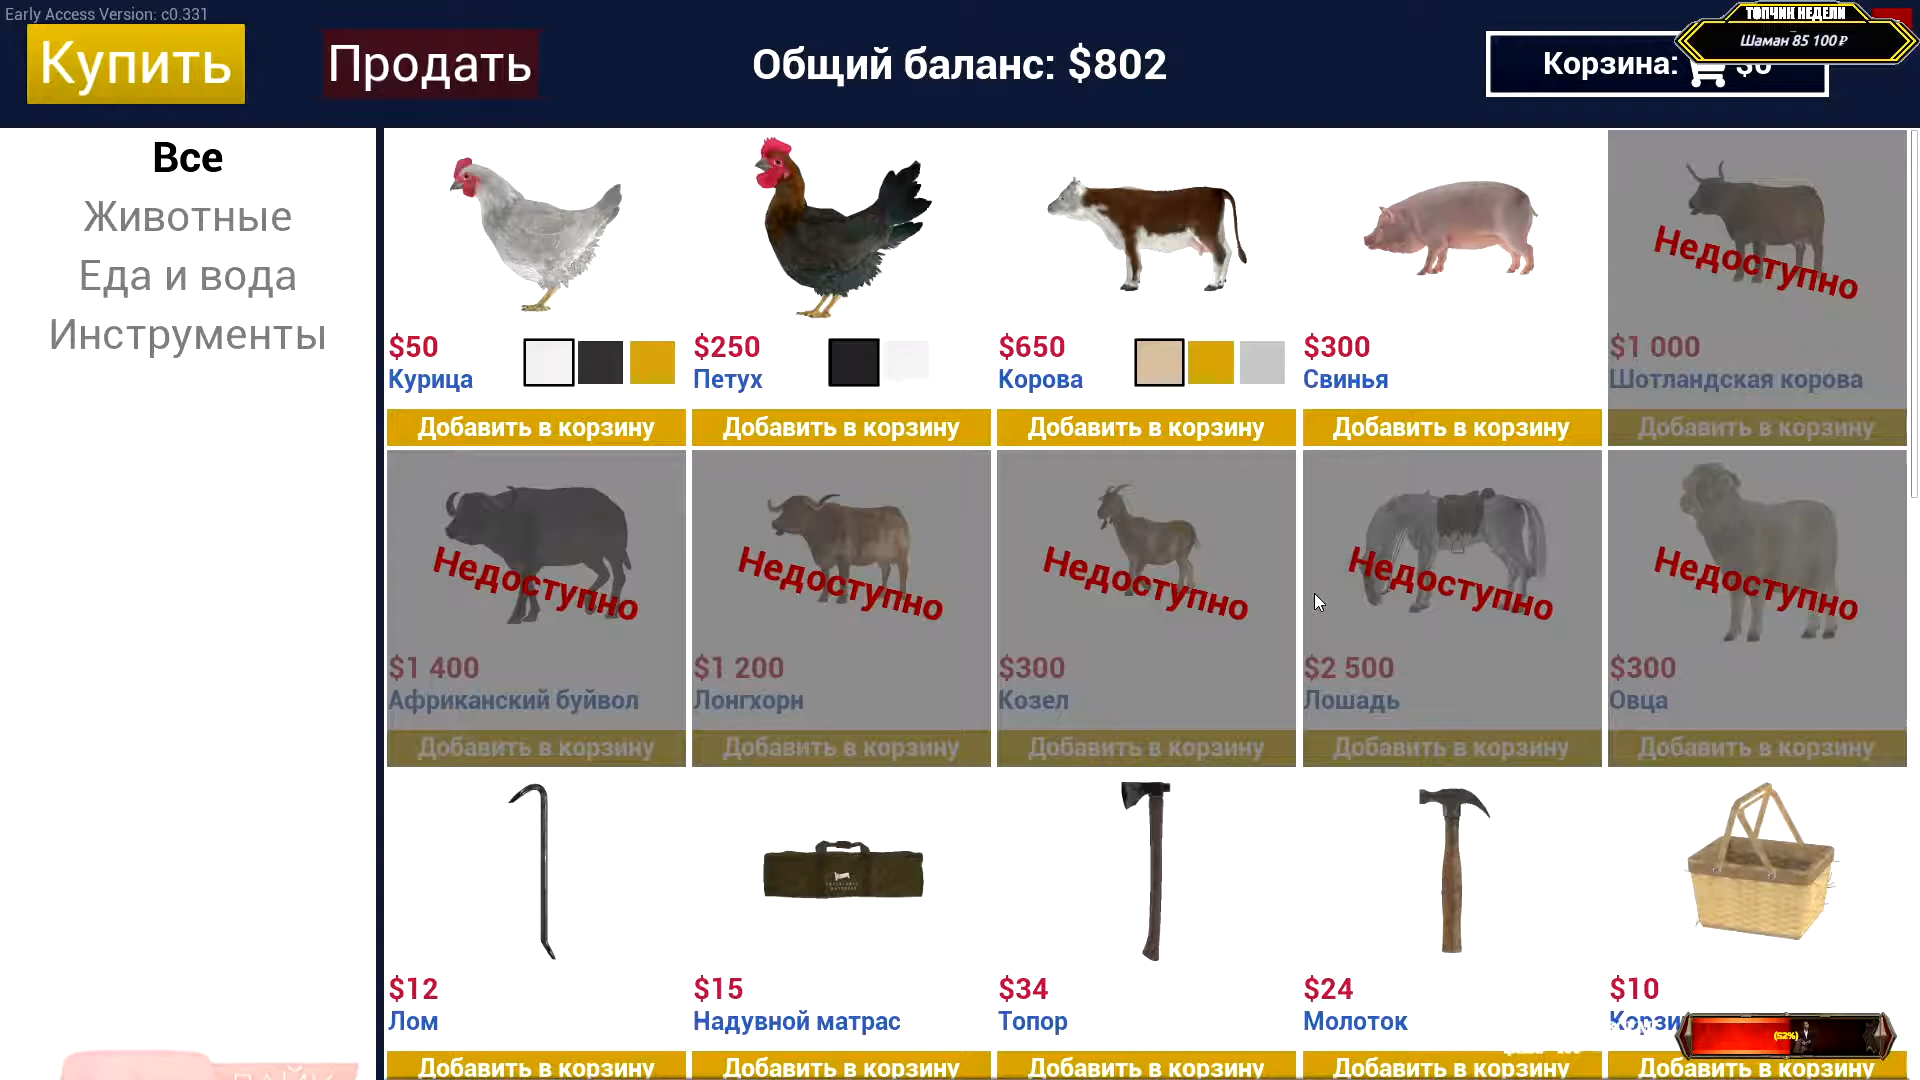 Early Access Version: c0.331
Купить
Продать
Общий баланс: $802
Корзина:
ТОПЧИК НЕДЕЛИ
Шаман 85 100 ₽
Все
Животные
Еда и вода
Инструменты
$50
Курица
Добавить в корзину
$250
Петух
Добавить в корзину
$650
Корова
Добавить в корзину
$300
Свинья
Добавить в корзину
Недоступно
$1 000
Шотландская корова
Добавить в корзину
Недоступно
$1 400
Африканский буйвол
Добавить в корзину
Недоступно
$1 200
Лонгхорн
Добавить в корзину
Недоступно
$300
Козел
Добавить в корзину
Недоступно
$2 500
Лошадь
Добавить в корзину
Недоступно
$300
Овца
Добавить в корзину
$12
Лом
Добавить в корзину
$15
Надувной матрас
Добавить в корзину
$34
Топор
Добавить в корзину
$24
Молоток
Добавить в корзину
$10
Добавить в корзину
(52%)